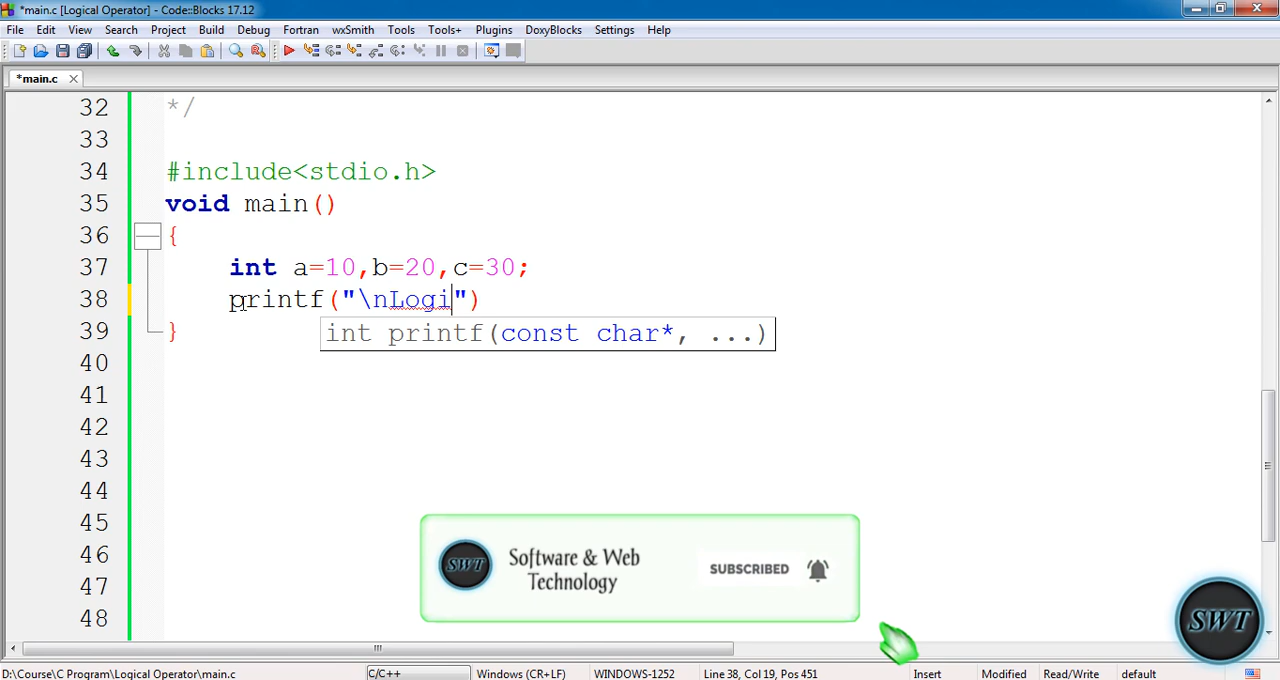 *main.c [Logical Operator] - Code::Blocks 17.12
File Edit View Search Project Build Debug Fortran wxSmith Tools Tools+ Plugins DoxyBlocks Settings Help
*main.c
32 */
33
34 #include<stdio.h>
35 void main()
36 {
37 int a=10,b=20,c=30;
38 printf("\nLogi")
39 }
int printf(const char*, ...)
40
41
42
43
44
45
46
47
48
SWT
Software & Web
Technology
SUBSCRIBED
SWT
D:\Course\C Program\Logical Operator\main.c C/C++ Windows (CR+LF) WINDOWS-1252 Line 38, Col 19, Pos 451 Insert Modified Read/Write default